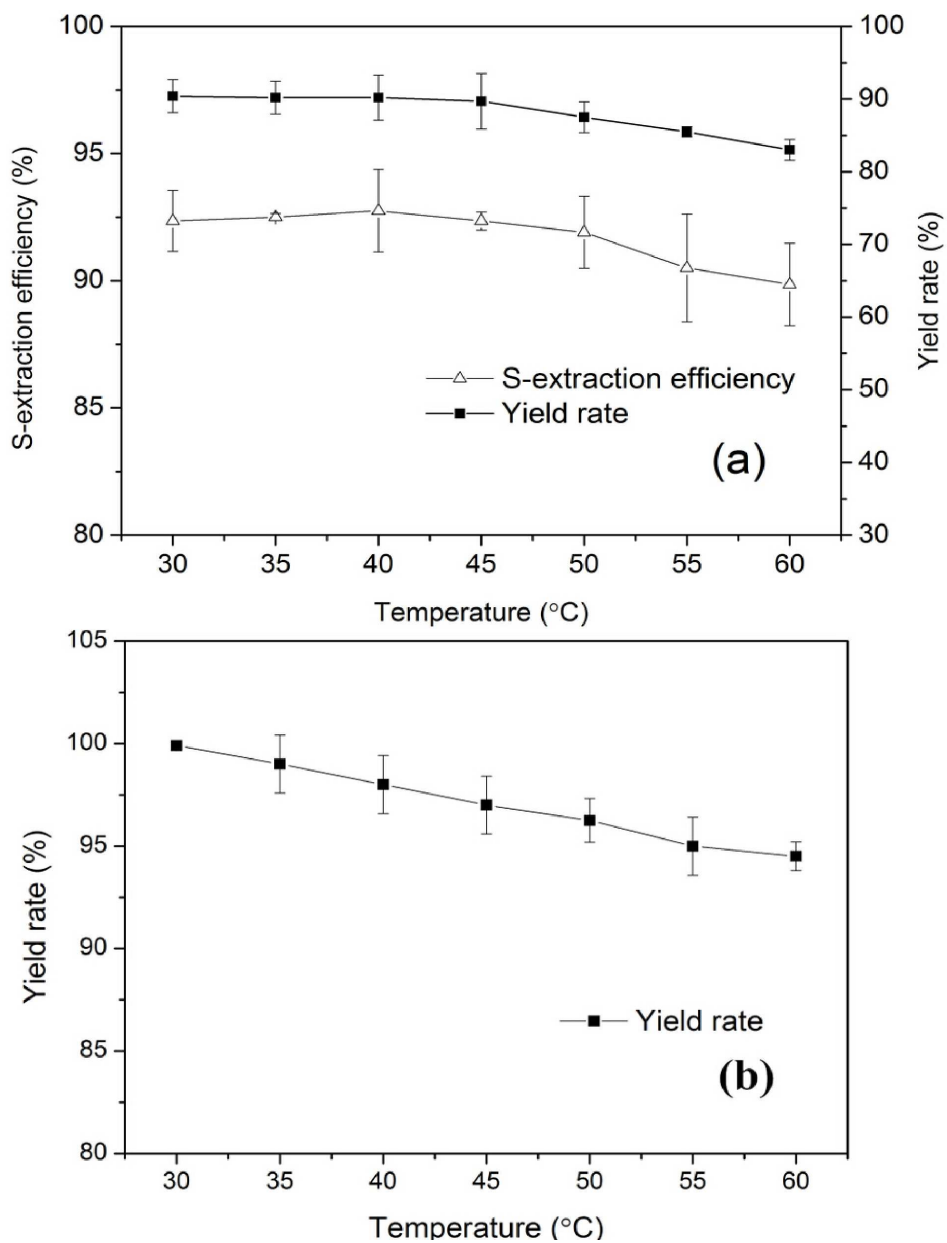 100
95
90
85
80
S-extraction efficiency (%)
100
90
80
70
60
50
40
30
Yield rate (%)
S-extraction efficiency
Yield rate
(a)
30 35 40 45 50 55 60
Temperature (°C)
105
100
95
90
85
80
Yield rate (%)
Yield rate
(b)
30 35 40 45 50 55 60
Temperature (°C)